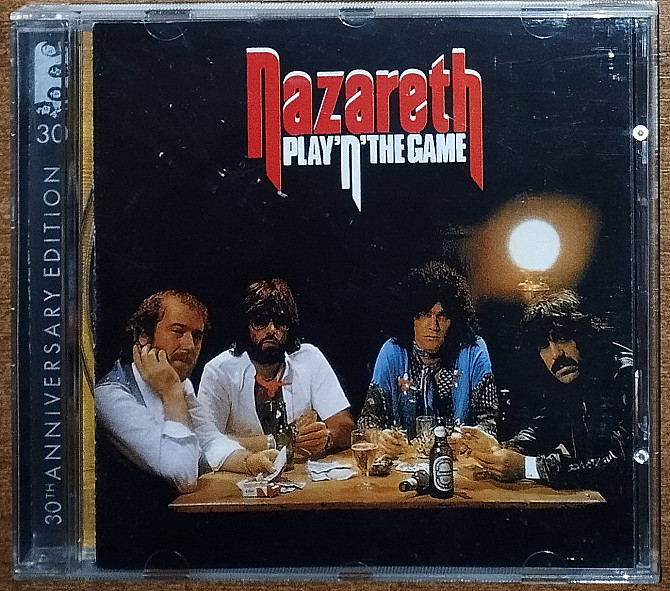 Nazareth
PLAY'N'THE GAME
30
30TH ANNIVERSARY EDITION